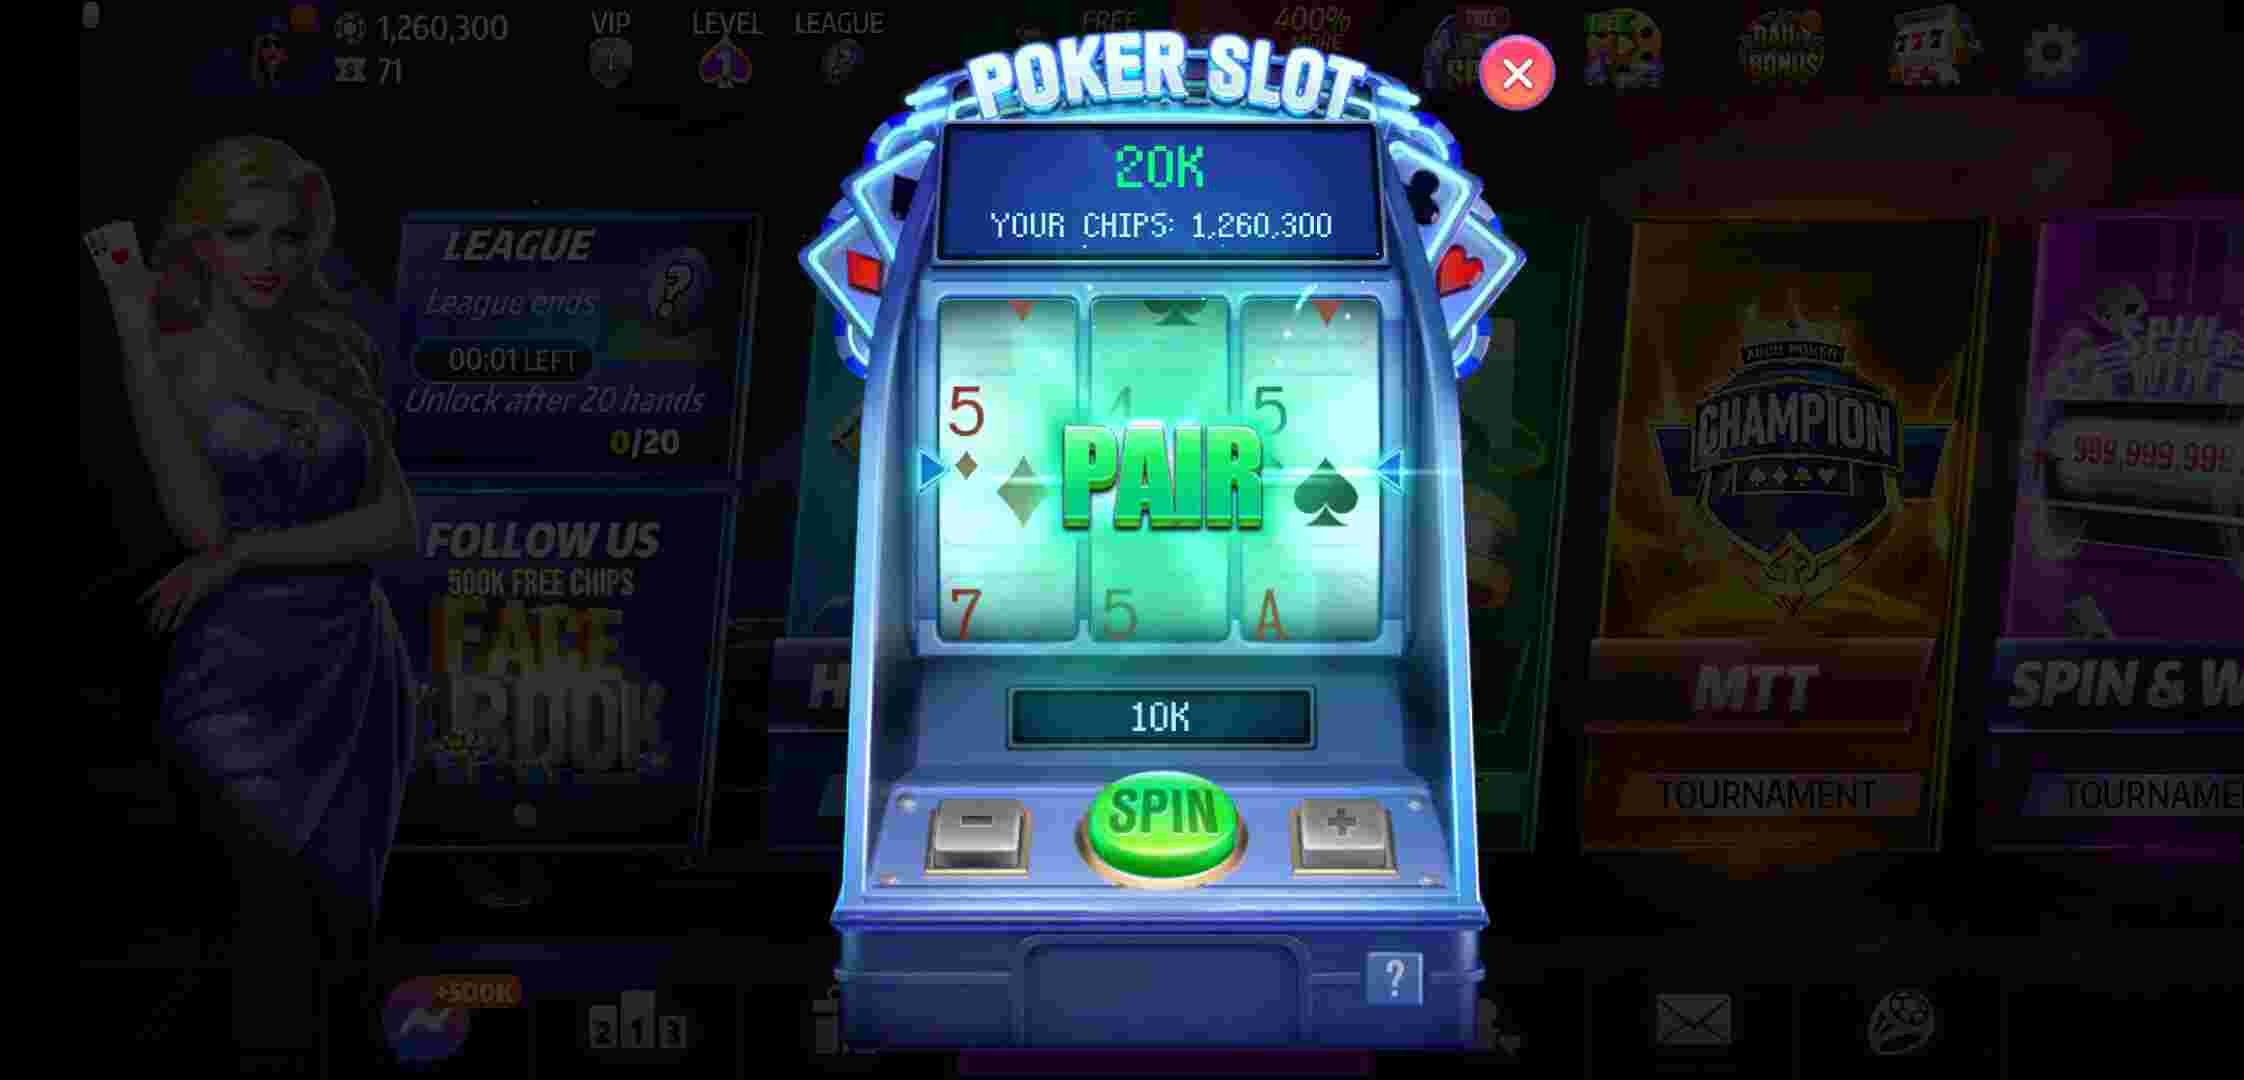 1,260,300
71
VIP
LEVEL
LEAGUE
FREE
400%
MORE
DAILY
BONUS
777
POKER SLOT
20K
YOUR CHIPS: 1,260,300
LEAGUE
League ends
00:01 LEFT
Unlock after 20 hands
0/20
FOLLOW US
500K FREE CHIPS
FACE
BOOK
5
4
5
PAIR
7
5
A
10K
- SPIN +
?
CHAMPION
MTT
TOURNAMENT
SPIN
WIN
999,999,999
SPIN & W
TOURNAME
+500K
2 1 3